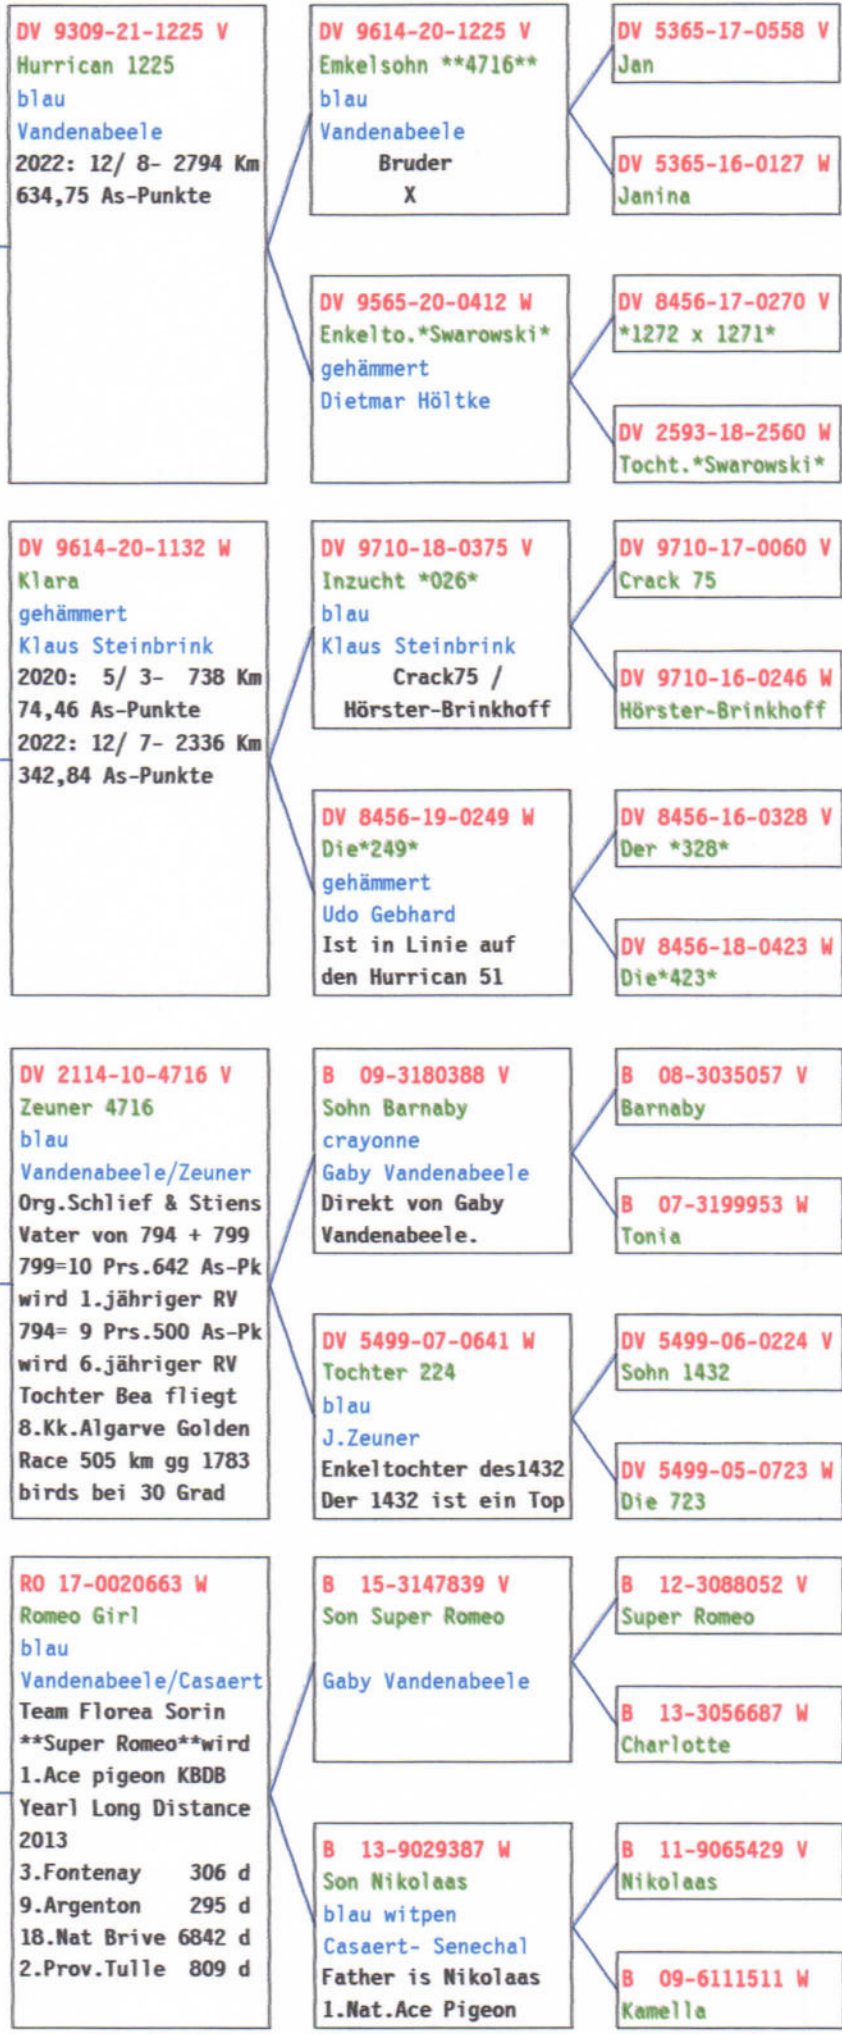 DV 9309-21-1225 V
Hurrican 1225
blau
Vandenabeele
2022: 12/ 8- 2794 Km
634,75 As-Punkte
DV 9614-20-1225 V
Emkelsohn **4716**
blau
Vandenabeele
Bruder
X
DV 5365-17-0558 V
Jan
DV 5365-16-0127 W
Janina
DV 9565-20-0412 W
Enkelto.*Swarowski*
gehämmert
Dietmar Höltke
DV 8456-17-0270 V
*1272 x 1271*
DV 2593-18-2560 W
Tocht.*Swarowski*
DV 9614-20-1132 W
Klara
gehämmert
Klaus Steinbrink
2020: 5/ 3- 738 Km
74,46 As-Punkte
2022: 12/ 7- 2336 Km
342,84 As-Punkte
DV 9710-18-0375 V
Inzucht *026*
blau
Klaus Steinbrink
Crack75 /
Hörster-Brinkhoff
DV 9710-17-0060 V
Crack 75
DV 9710-16-0246 W
Hörster-Brinkhoff
DV 8456-19-0249 W
Die*249*
gehämmert
Udo Gebhard
Ist in Linie auf
den Hurrican 51
DV 8456-16-0328 V
Der *328*
DV 8456-18-0423 W
Die*423*
DV 2114-10-4716 V
Zeuner 4716
blau
Vandenabeele/Zeuner
Org.Schlief & Stiens
Vater von 794 + 799
799=10 Prs.642 As-Pk
wird 1.jähriger RV
794= 9 Prs.500 As-Pk
wird 6.jähriger RV
Tochter Bea fliegt
8.Kk.Algarve Golden
Race 505 km gg 1783
birds bei 30 Grad
B 09-3180388 V
Sohn Barnaby
crayonne
Gaby Vandenabeele
Direkt von Gaby
Vandenabeele.
B 08-3035057 V
Barnaby
B 07-3199953 W
Tonia
DV 5499-07-0641 W
Tochter 224
blau
J.Zeuner
Enkeltochter des1432
Der 1432 ist ein Top
DV 5499-06-0224 V
Sohn 1432
DV 5499-05-0723 W
Die 723
RO 17-0020663 W
Romeo Girl
blau
Vandenabeele/Casaert
Team Florea Sorin
**Super Romeo**wird
1.Ace pigeon KBDB
Yearl Long Distance
2013
3.Fontenay 306 d
9.Argenton 295 d
18.Nat Brive 6842 d
2.Prov.Tulle 809 d
B 15-3147839 V
Son Super Romeo
Gaby Vandenabeele
B 12-3088052 V
Super Romeo
B 13-3056687 W
Charlotte
B 13-9029387 W
Son Nikolaas
blau witpen
Casaert- Senechal
Father is Nikolaas
1.Nat.Ace Pigeon
B 11-9065429 V
Nikolaas
B 09-6111511 W
Kamella